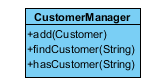 CustomerManager
+add(Customer)
+findCustomer(String)
+hasCustomer(String)